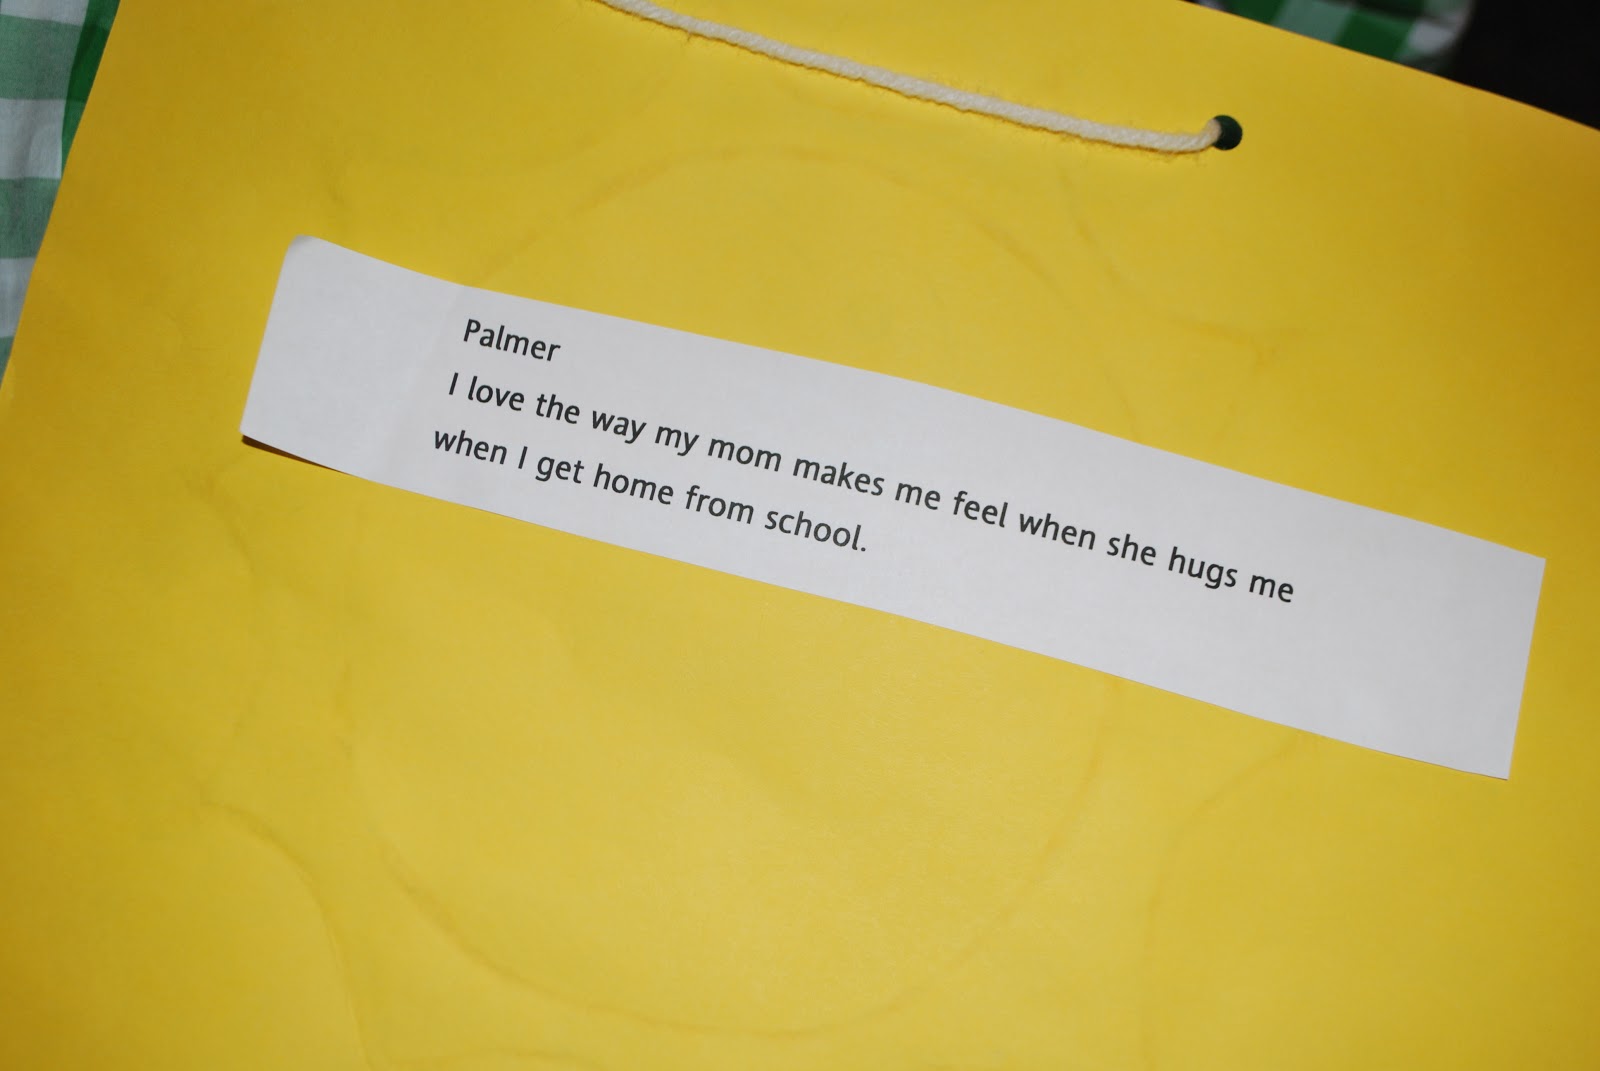 Palmer
I love the way my mom makes me feel when she hugs me
when I get home from school.